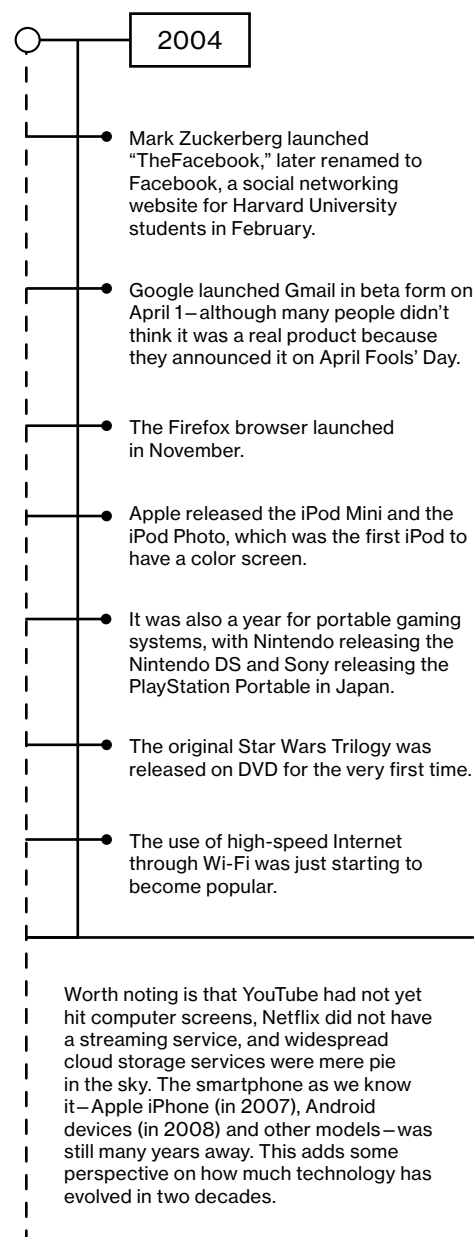 2004
Mark Zuckerberg launched
“TheFacebook,” later renamed to
Facebook, a social networking
website for Harvard University
students in February.
Google launched Gmail in beta form on
April 1—although many people didn’t
think it was a real product because
they announced it on April Fools’ Day.
The Firefox browser launched
in November.
Apple released the iPod Mini and the
iPod Photo, which was the first iPod to
have a color screen.
It was also a year for portable gaming
systems, with Nintendo releasing the
Nintendo DS and Sony releasing the
PlayStation Portable in Japan.
The original Star Wars Trilogy was
released on DVD for the very first time.
The use of high-speed Internet
through Wi-Fi was just starting to
become popular.
Worth noting is that YouTube had not yet
hit computer screens, Netflix did not have
a streaming service, and widespread
cloud storage services were mere pie
in the sky. The smartphone as we know
it—Apple iPhone (in 2007), Android
devices (in 2008) and other models—was
still many years away. This adds some
perspective on how much technology has
evolved in two decades.